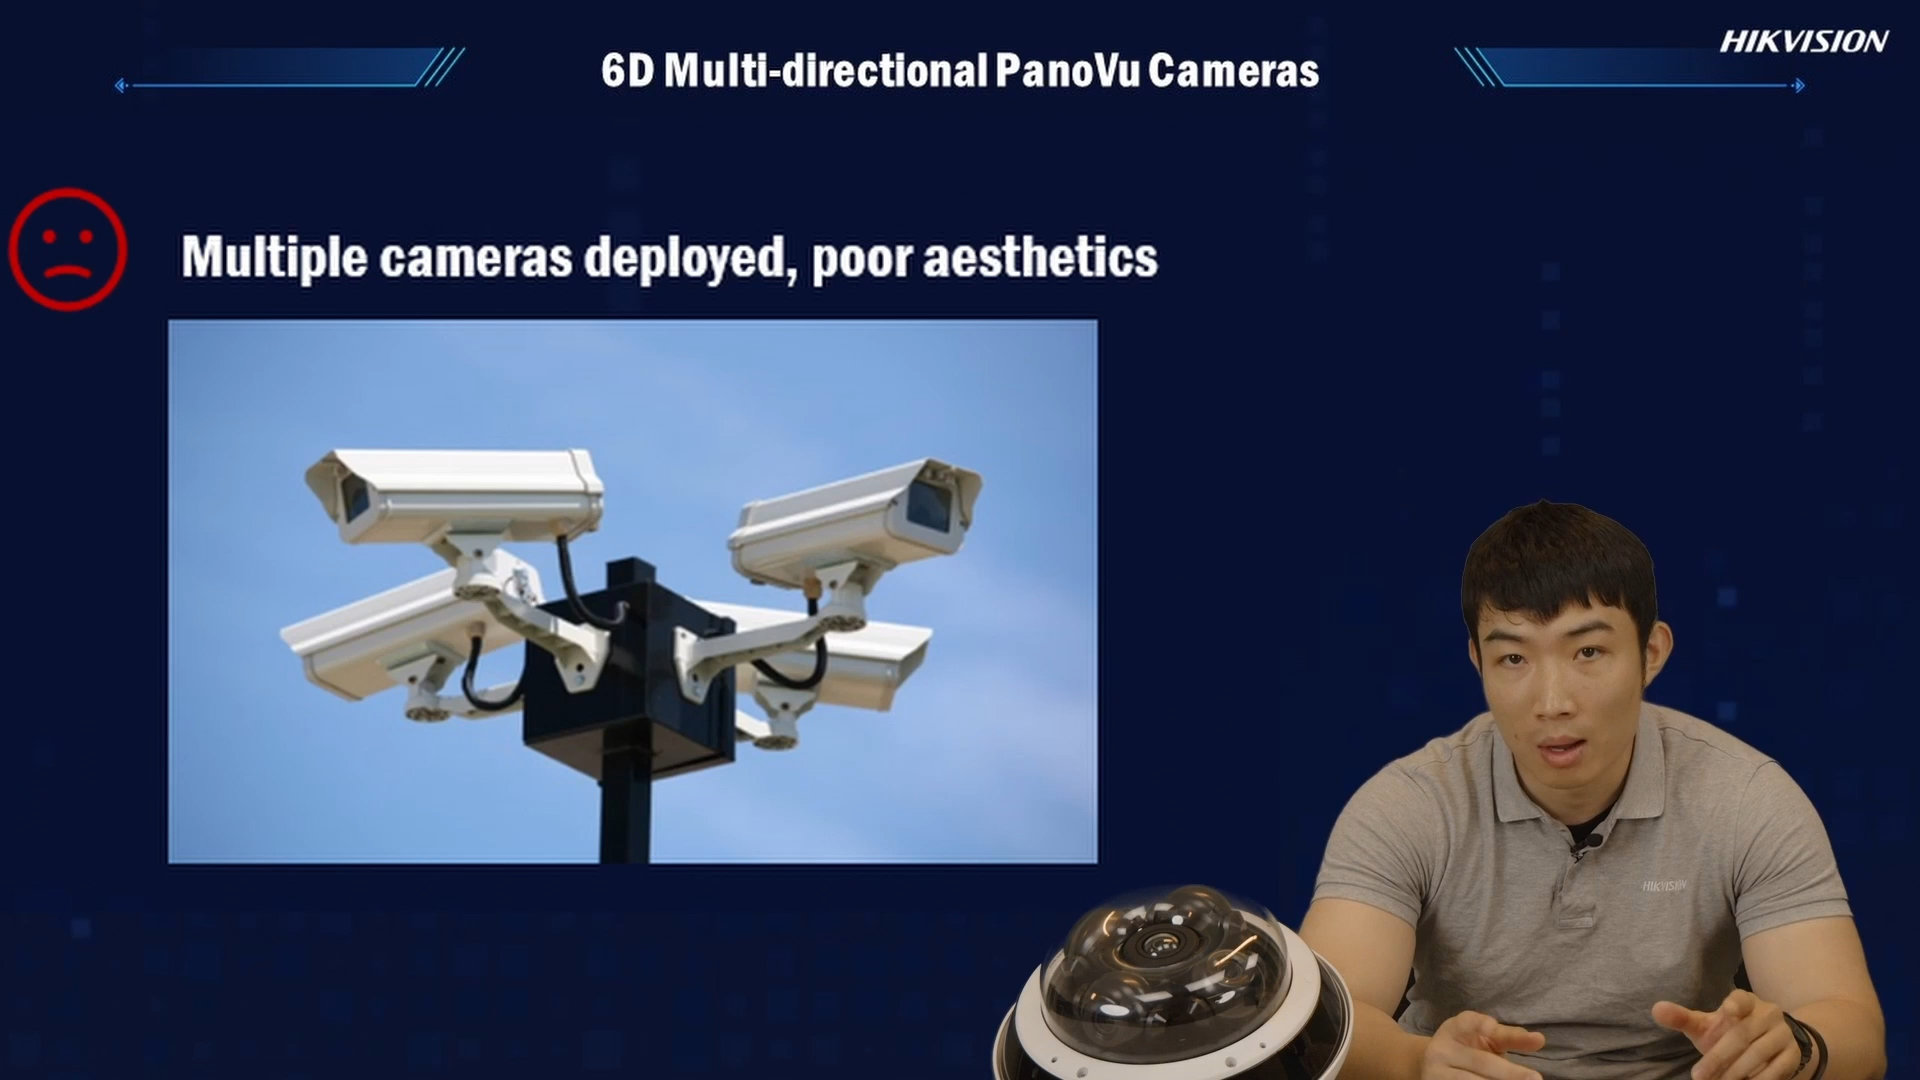 HIKVISION
6D Multi-directional PanoVu Cameras
Multiple cameras deployed, poor aesthetics
HIKVISION